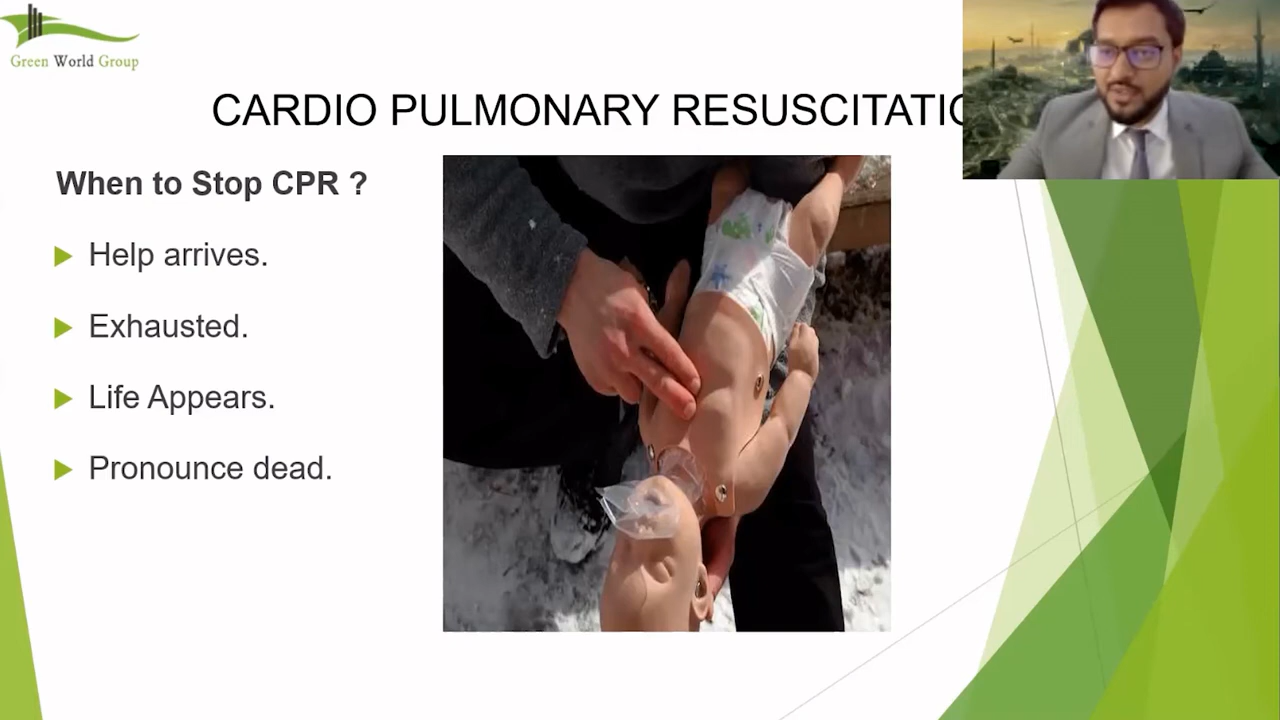 Green World Group
CARDIO PULMONARY RESUSCITATIO
When to Stop CPR ?
Help arrives.
Exhausted.
Life Appears.
Pronounce dead.